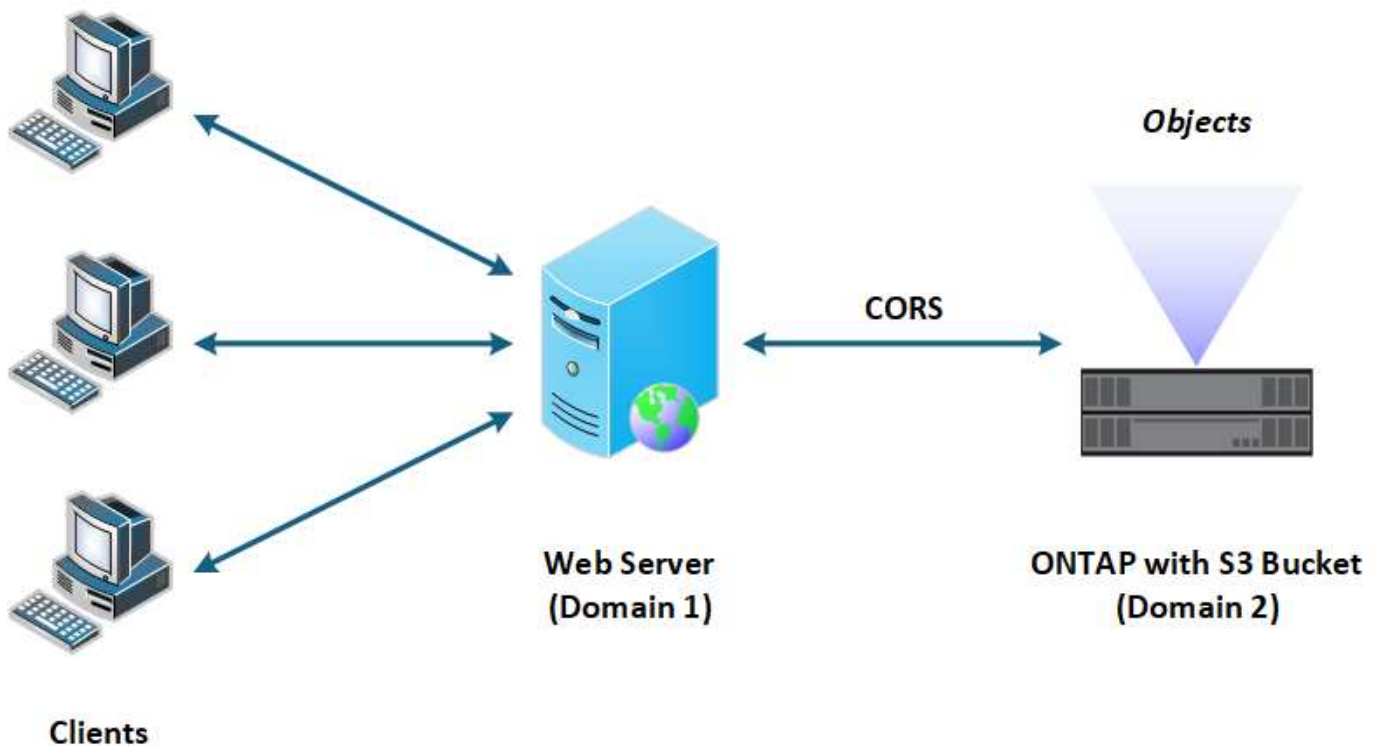 Objects
CORS
Web Server
(Domain 1)
ONTAP with S3 Bucket
(Domain 2)
Clients